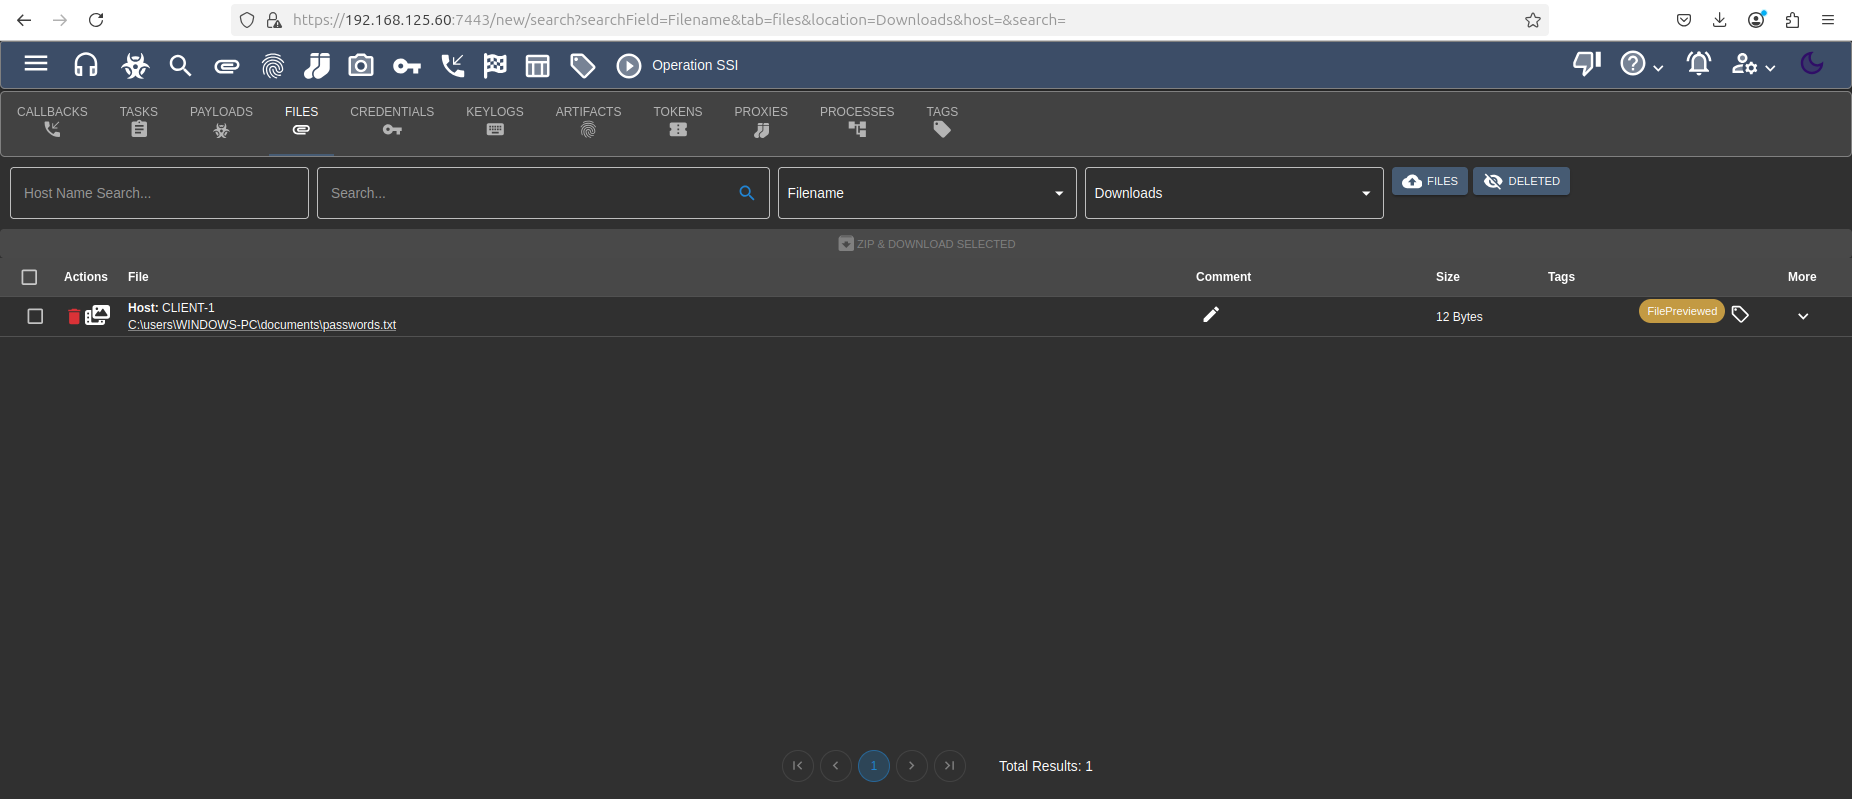 https://192.168.125.60:7443/new/search?searchField=Filename&tab=files&location=Downloads&host=&search=
Operation SSI
CALLBACKS TASKS PAYLOADS FILES CREDENTIALS KEYLOGS ARTIFACTS TOKENS PROXIES PROCESSES TAGS
Host Name Search... Search... Filename Downloads FILES DELETED
ZIP & DOWNLOAD SELECTED
Actions File Comment Size Tags More
Host: CLIENT-1
C:\users\WINDOWS-PC\documents\passwords.txt 12 Bytes FilePreviewed
1 Total Results: 1